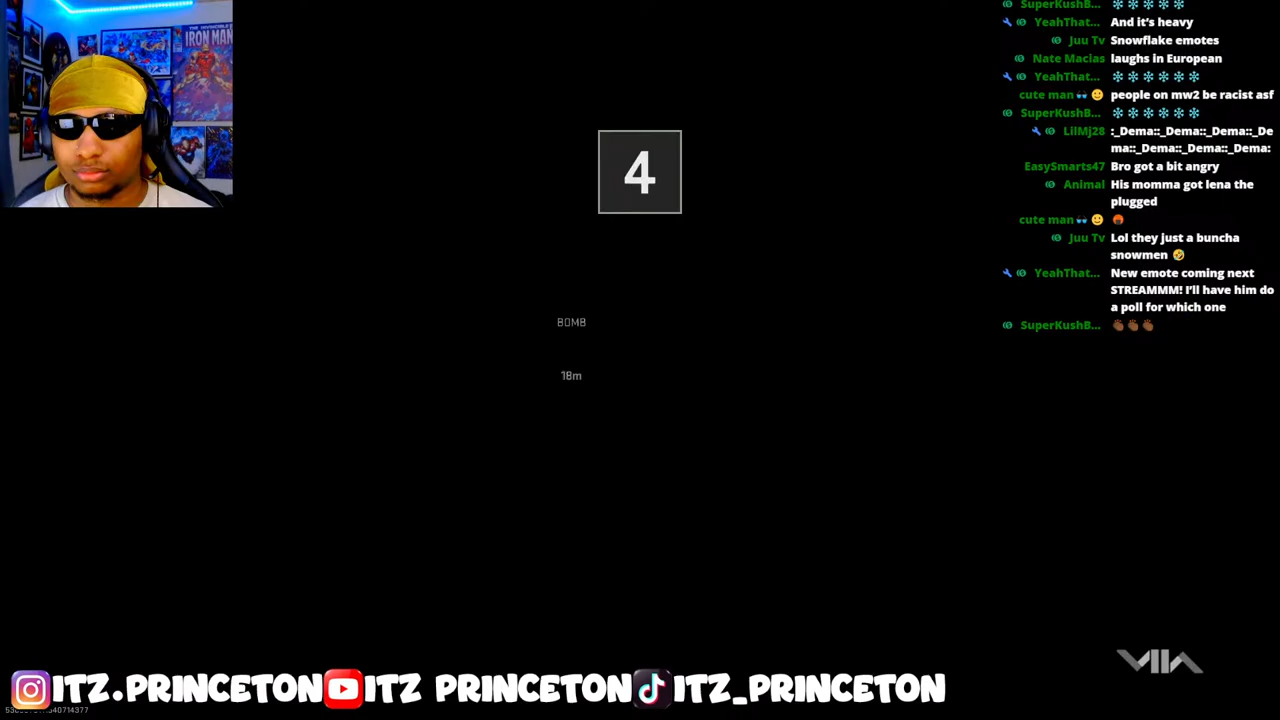 IRON MAN
4
BOMB
18m
SuperKushB... ❄❄❄❄❄
YeahThat... And it’s heavy
Juu Tv Snowflake emotes
Nate Macias laughs in European
YeahThat... ❄❄❄❄❄❄
cute man🕶🙂 people on mw2 be racist asf
SuperKushB... ❄❄❄❄❄❄
LilMj28 :_Dema::_Dema::_Dema::_De
ma::_Dema::_Dema::_Dema:
EasySmarts47 Bro got a bit angry
Animal His momma got lena the
plugged
cute man🕶🙂 😡
Juu Tv Lol they just a buncha
snowmen 🤣
YeahThat... New emote coming next
STREAMMM! I’ll have him do
a poll for which one
SuperKushB... 👏🏾👏🏾👏🏾
ITZ.PRINCETON ITZ PRINCETON ITZ_PRINCETON